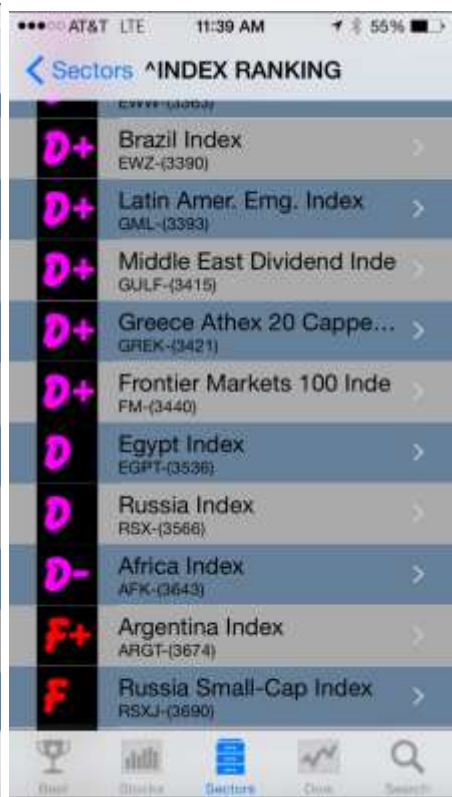 AT&T LTE 11:39 AM 55%
Sectors ^INDEX RANKING
EWW-(3363)
D+ Brazil Index
EWZ-(3390)
D+ Latin Amer. Emg. Index
GML-(3393)
D+ Middle East Dividend Inde
GULF-(3415)
D+ Greece Athex 20 Cappe...
GREK-(3421)
D+ Frontier Markets 100 Inde
FM-(3440)
D Egypt Index
EGPT-(3536)
D Russia Index
RSX-(3566)
D- Africa Index
AFK-(3643)
F+ Argentina Index
ARGT-(3674)
F Russia Small-Cap Index
RSXJ-(3690)
Stocks Sectors Search